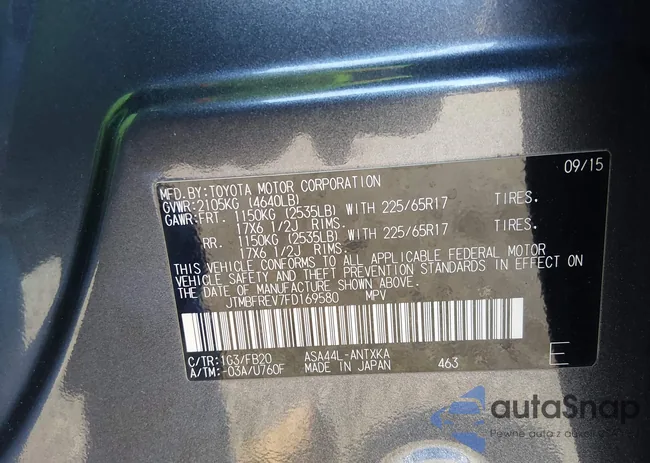 09/15
MFD.BY:TOYOTA MOTOR CORPORATION
GVWR:2105KG (4640LB)
GAWR:FRT. 1150KG (2535LB) WITH 225/65R17 TIRES.
17X6 1/2J RIMS.
RR. 1150KG (2535LB) WITH 225/65R17 TIRES.
17X6 1/2J RIMS.
THIS VEHICLE CONFORMS TO ALL APPLICABLE FEDERAL MOTOR
VEHICLE SAFETY AND THEFT PREVENTION STANDARDS IN EFFECT
ON THE DATE OF MANUFACTURE SHOWN ABOVE.
JTMBFREV7FD169580 MPV
C/TR:1G3/FB20 ASA44L-ANTXKA
A/TM:-03A/U760F MADE IN JAPAN 463 E
autaSnap
Pewne auta z aukcji